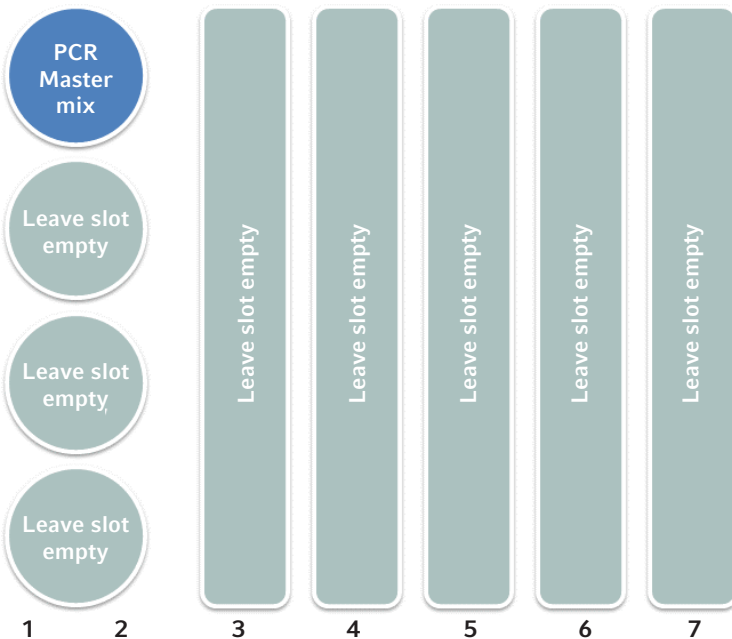 PCR
Master
mix
Leave slot
empty
Leave slot
empty,
Leave slot
empty
Leave slot empty
Leave slot empty
Leave slot empty
Leave slot empty
Leave slot empty
1 2 3 4 5 6 7